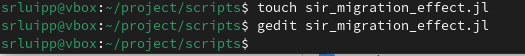 srluipp@vbox:~/project/scripts$ touch sir_migration_effect.jl
srluipp@vbox:~/project/scripts$ gedit sir_migration_effect.jl
srluipp@vbox:~/project/scripts$